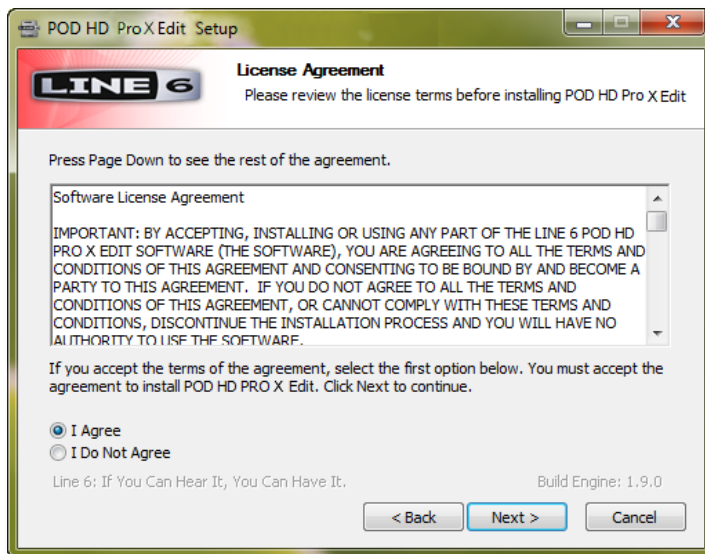 POD HD Pro X Edit Setup
LINE 6
License Agreement
Please review the license terms before installing POD HD Pro X Edit
Press Page Down to see the rest of the agreement.
Software License Agreement
IMPORTANT: BY ACCEPTING, INSTALLING OR USING ANY PART OF THE LINE 6 POD HD
PRO X EDIT SOFTWARE (THE SOFTWARE), YOU ARE AGREEING TO ALL THE TERMS AND
CONDITIONS OF THIS AGREEMENT AND CONSENTING TO BE BOUND BY AND BECOME A
PARTY TO THIS AGREEMENT.  IF YOU DO NOT AGREE TO ALL THE TERMS AND
CONDITIONS OF THIS AGREEMENT, OR CANNOT COMPLY WITH THESE TERMS AND
CONDITIONS, DISCONTINUE THE INSTALLATION PROCESS AND YOU WILL HAVE NO
AUTHORITY TO USE THE SOFTWARE.
If you accept the terms of the agreement, select the first option below. You must accept the
agreement to install POD HD PRO X Edit. Click Next to continue.
I Agree
I Do Not Agree
Line 6: If You Can Hear It, You Can Have It.
Build Engine: 1.9.0
< Back
Next >
Cancel